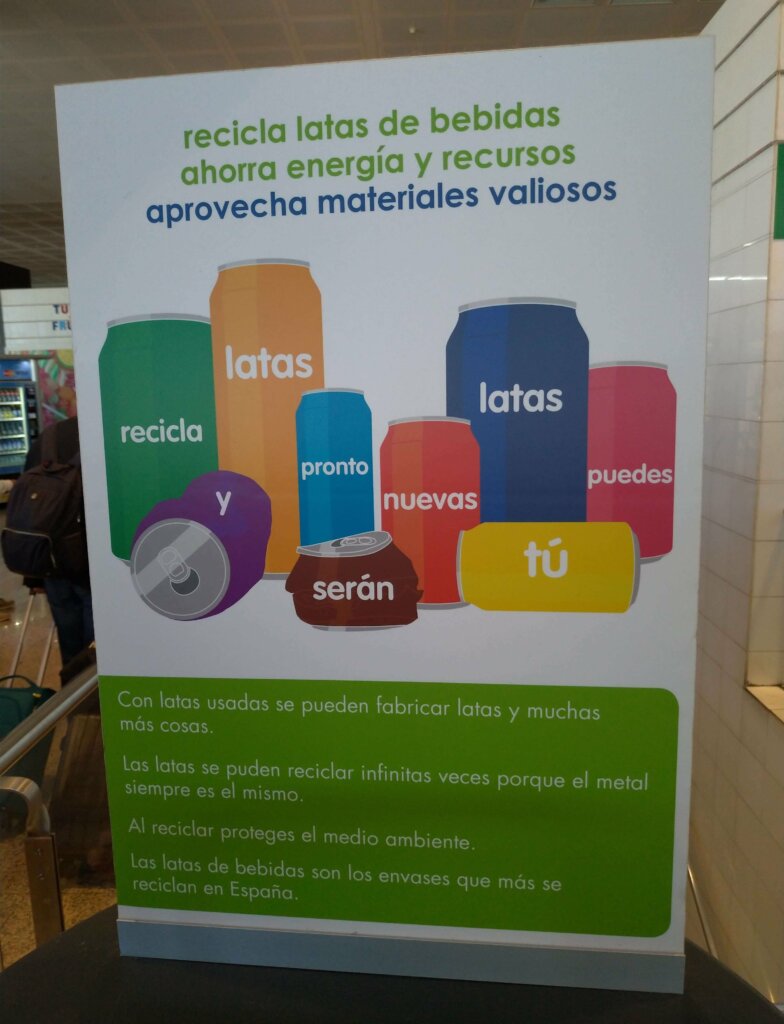 recicla latas de bebidas
ahorra energía y recursos
aprovecha materiales valiosos
recicla
latas
y
pronto
serán
nuevas
latas
tú
puedes
Con latas usadas se pueden fabricar latas y muchas
más cosas.
Las latas se puden reciclar infinitas veces porque el metal
siempre es el mismo.
Al reciclar proteges el medio ambiente.
Las latas de bebidas son los envases que más se
reciclan en España.
TU
FRU